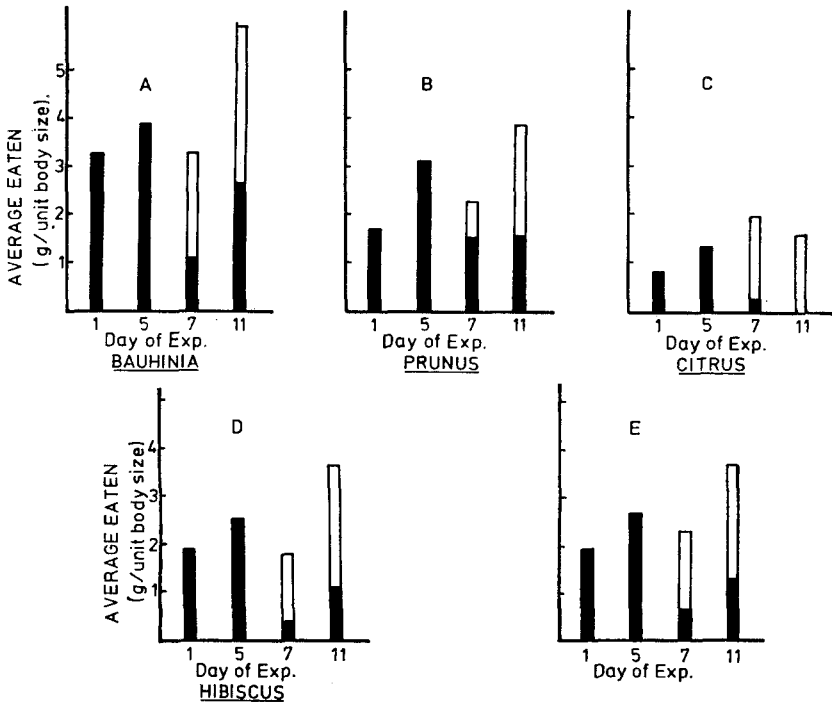 AVERAGE EATEN
(g/unit body size).
5
4
3
2
1
A
1 5 7 11
Day of Exp.
BAUHINIA
B
1 5 7 11
Day of Exp.
PRUNUS
C
1 5 7 11
Day of Exp.
CITRUS
AVERAGE EATEN
(g/unit body size)
4
3
2
1
D
1 5 7 11
Day of Exp.
HIBISCUS
E
1 5 7 11
Day of Exp.